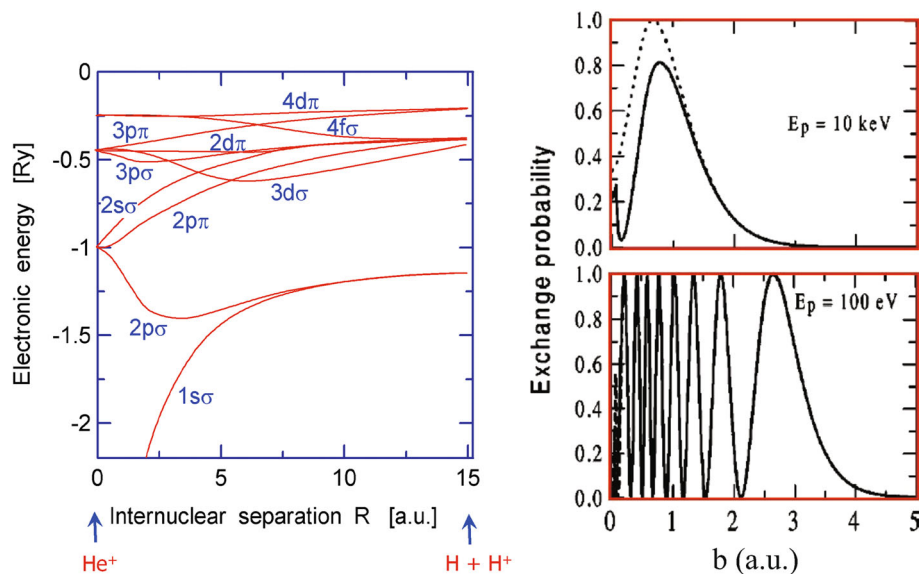 Electronic energy [Ry]
0
-0.5
-1
-1.5
-2
4dπ
3pπ
4fσ
2dπ
3pσ
3dσ
2sσ
2pπ
2pσ
1sσ
0
5
10
15
Internuclear separation R [a.u.]
He⁺
H + H⁺
Exchange probability
1.0
0.8
0.6
0.4
0.2
0.0
E_p = 10 keV
1.0
0.8
0.6
0.4
0.2
0.0
E_p = 100 eV
0
1
2
3
4
5
b (a.u.)